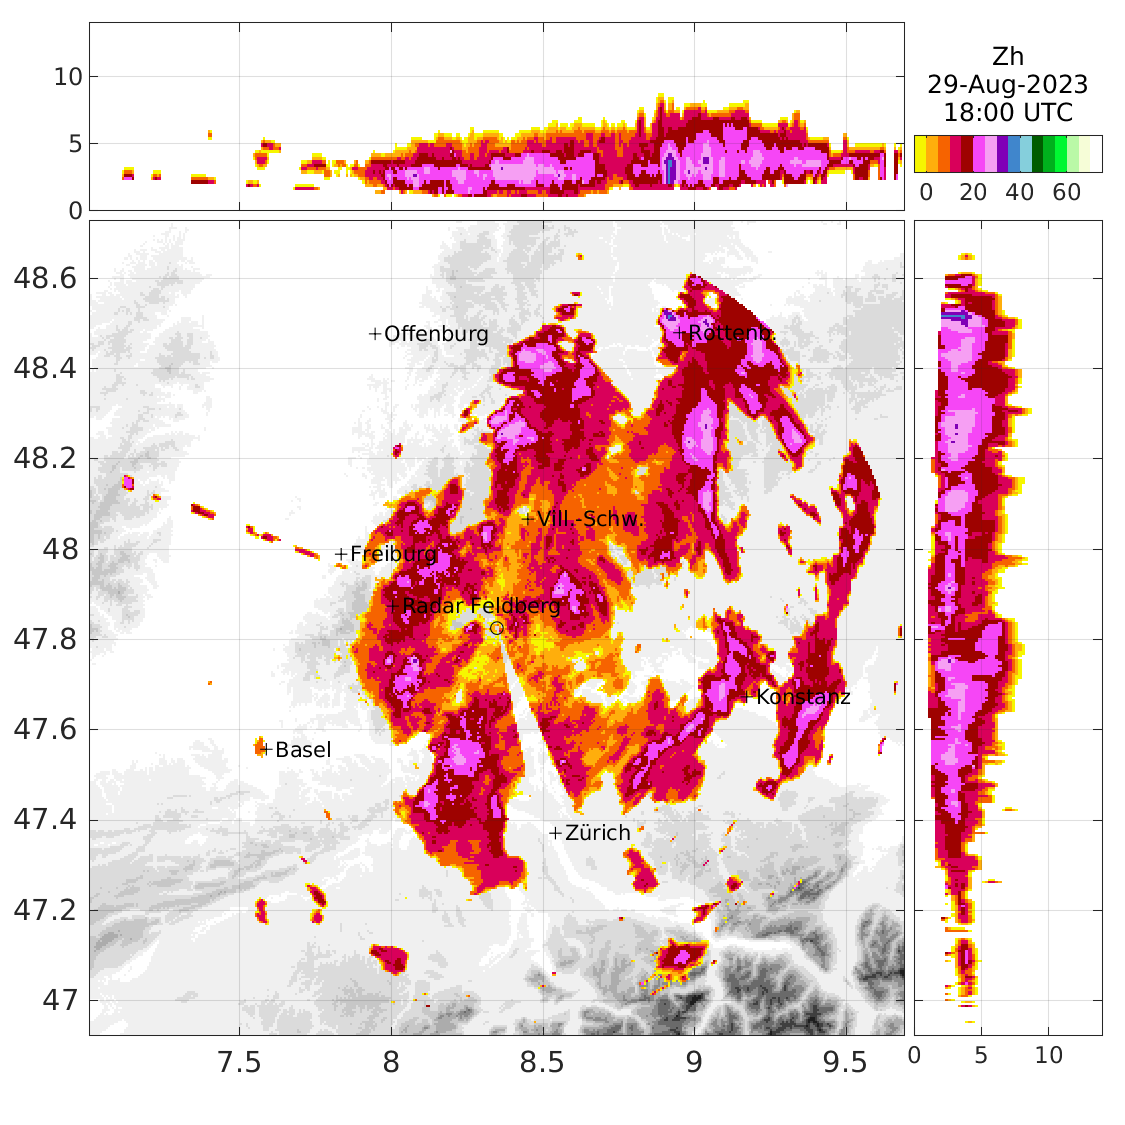 Zh
29-Aug-2023
18:00 UTC
0 20 40 60
10
5
0
48.6
48.4
48.2
48
47.8
47.6
47.4
47.2
47
+Offenburg
+Rottenb.
+Vill.-Schw.
+Freiburg
+Radar Feldberg
+Konstanz
+Basel
+Zürich
7.5 8 8.5 9 9.5
0 5 10